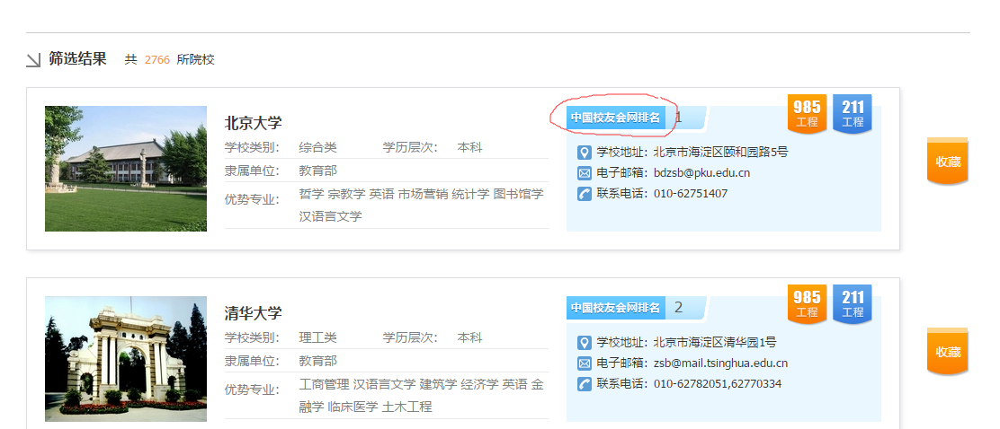 筛选结果 共 2766 所院校
北京大学
学校类别： 综合类 学历层次： 本科
隶属单位： 教育部
优势专业： 哲学 宗教学 英语 市场营销 统计学 图书馆学
汉语言文学
中国校友会网排名 1
985 工程
211 工程
学校地址：北京市海淀区颐和园路5号
电子邮箱：bdzsb@pku.edu.cn
联系电话：010-62751407
收藏
清华大学
学校类别： 理工类 学历层次： 本科
隶属单位： 教育部
优势专业： 工商管理 汉语言文学 建筑学 经济学 英语 金
融学 临床医学 土木工程
中国校友会网排名 2
985 工程
211 工程
学校地址：北京市海淀区清华园1号
电子邮箱：zsb@mail.tsinghua.edu.cn
联系电话：010-62782051,62770334
收藏